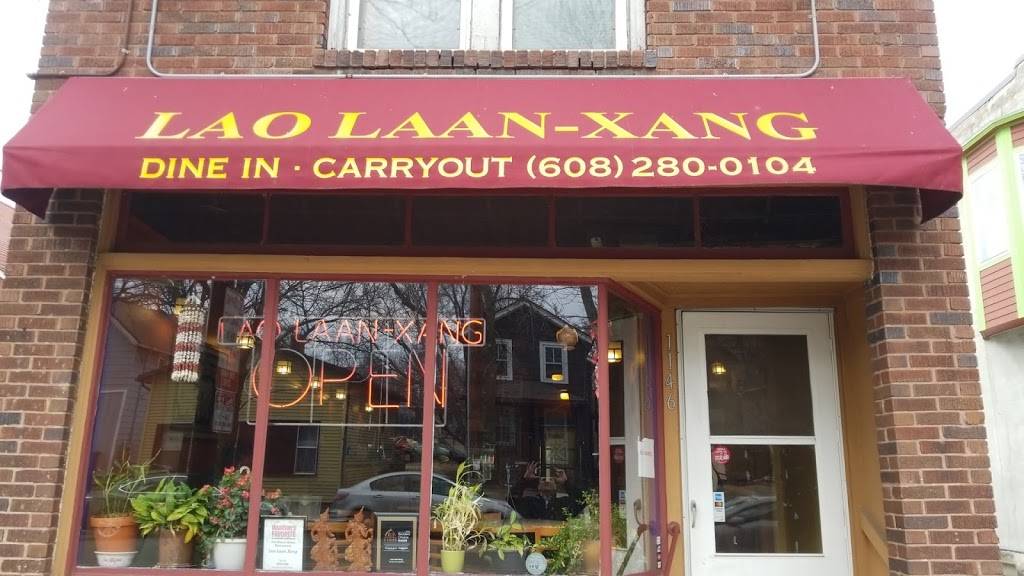 LAO LAAN-XANG
DINE IN · CARRYOUT (608) 280-0104
LAO LAAN-XANG
OPEN
1146